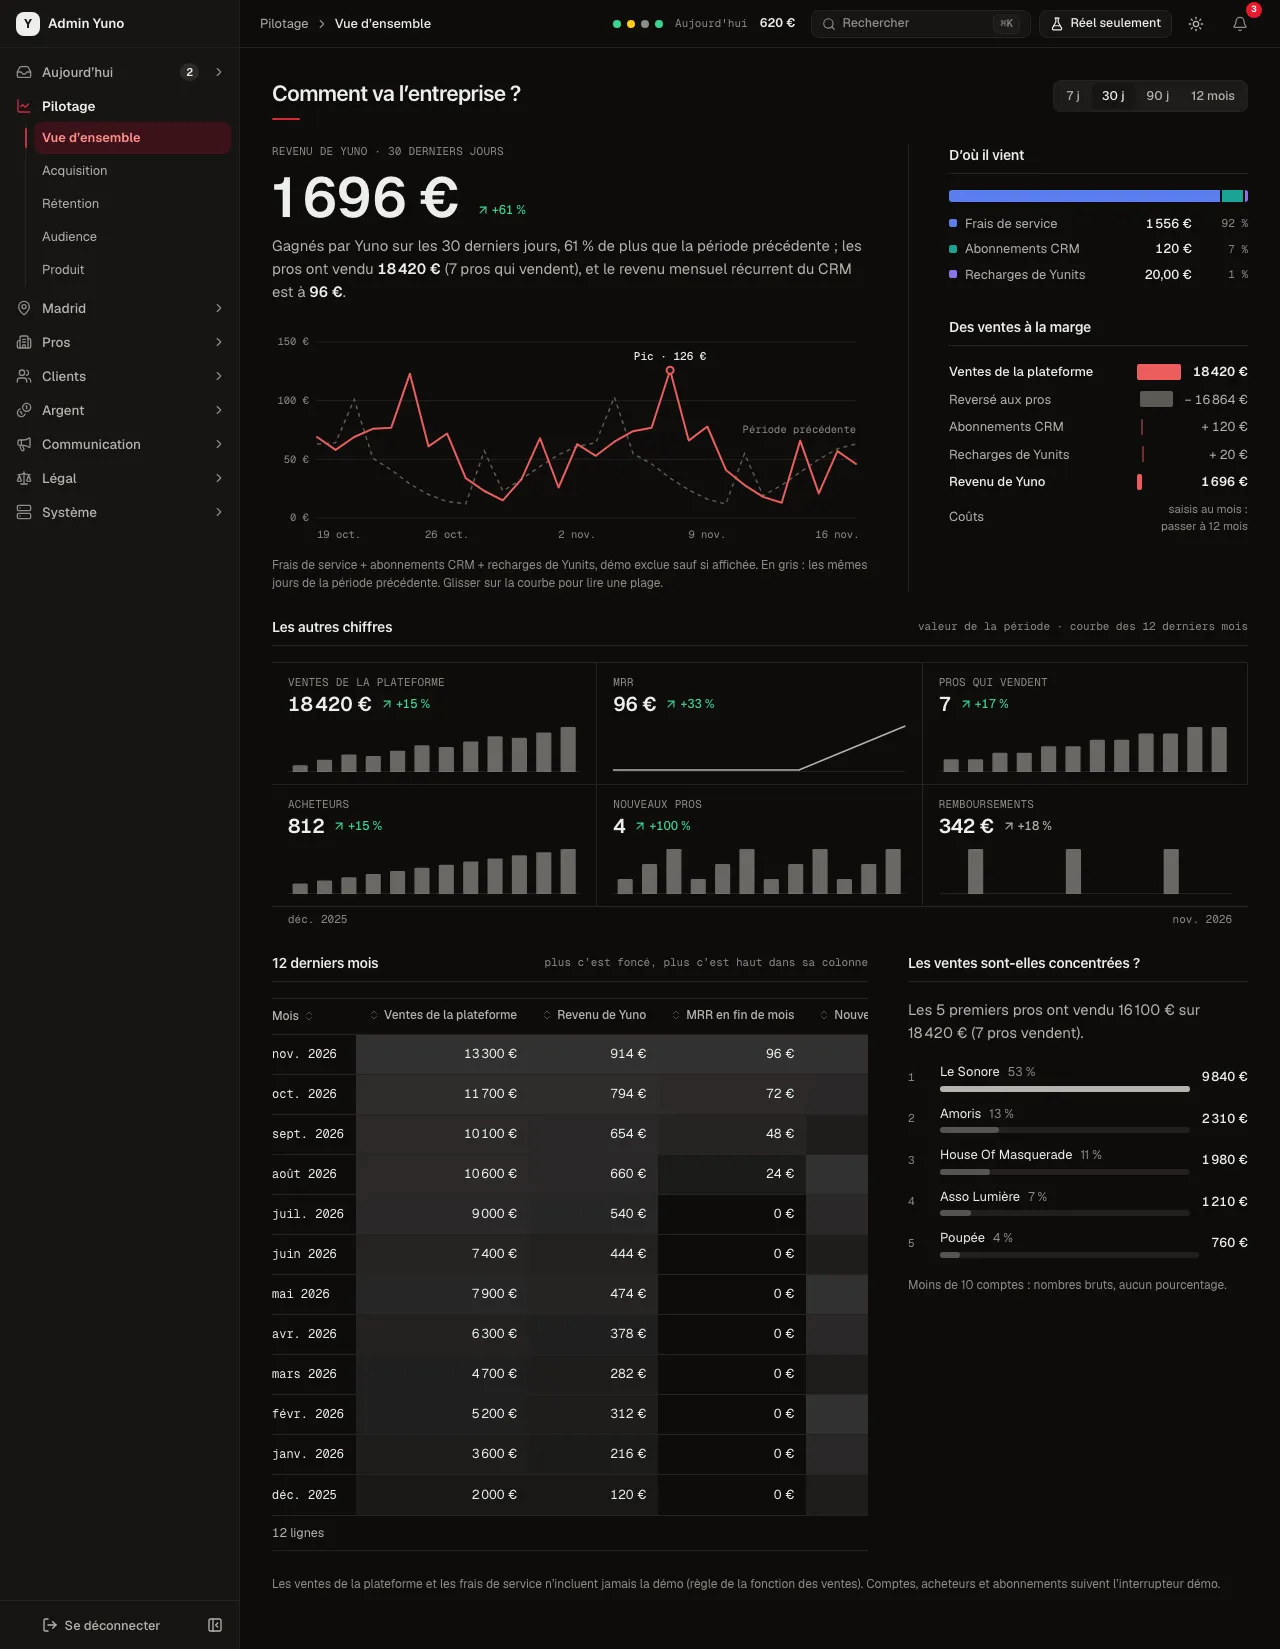 Y Admin Yuno
Aujourd'hui 2
Pilotage
Vue d'ensemble
Acquisition
Rétention
Audience
Produit
Madrid
Pros
Clients
Argent
Communication
Légal
Système
Se déconnecter
Pilotage > Vue d'ensemble
Aujourd'hui 620 €
Rechercher ⌘K
Réel seulement
3
Comment va l'entreprise ?
7 j 30 j 90 j 12 mois
REVENU DE YUNO · 30 DERNIERS JOURS
1 696 € +61 %
Gagnés par Yuno sur les 30 derniers jours, 61 % de plus que la période précédente ; les
pros ont vendu 18 420 € (7 pros qui vendent), et le revenu mensuel récurrent du CRM
est à 96 €.
150 €
100 €
50 €
0 €
Pic · 126 €
Période précédente
19 oct. 26 oct. 2 nov. 9 nov. 16 nov.
Frais de service + abonnements CRM + recharges de Yunits, démo exclue sauf si affichée. En gris : les mêmes
jours de la période précédente. Glisser sur la courbe pour lire une plage.
D'où il vient
Frais de service 1 556 € 92 %
Abonnements CRM 120 € 7 %
Recharges de Yunits 20,00 € 1 %
Des ventes à la marge
Ventes de la plateforme 18 420 €
Reversé aux pros − 16 864 €
Abonnements CRM + 120 €
Recharges de Yunits + 20 €
Revenu de Yuno 1 696 €
Coûts saisis au mois :
passer à 12 mois
Les autres chiffres
valeur de la période · courbe des 12 derniers mois
VENTES DE LA PLATEFORME
18 420 € +15 %
MRR
96 € +33 %
PROS QUI VENDENT
7 +17 %
ACHETEURS
812 +15 %
NOUVEAUX PROS
4 +100 %
REMBOURSEMENTS
342 € +18 %
déc. 2025 nov. 2026
12 derniers mois
plus c'est foncé, plus c'est haut dans sa colonne
Mois Ventes de la plateforme Revenu de Yuno MRR en fin de mois Nouve
nov. 2026 13 300 € 914 € 96 €
oct. 2026 11 700 € 794 € 72 €
sept. 2026 10 100 € 654 € 48 €
août 2026 10 600 € 660 € 24 €
juil. 2026 9 000 € 540 € 0 €
juin 2026 7 400 € 444 € 0 €
mai 2026 7 900 € 474 € 0 €
avr. 2026 6 300 € 378 € 0 €
mars 2026 4 700 € 282 € 0 €
févr. 2026 5 200 € 312 € 0 €
janv. 2026 3 600 € 216 € 0 €
déc. 2025 2 000 € 120 € 0 €
12 lignes
Les ventes sont-elles concentrées ?
Les 5 premiers pros ont vendu 16 100 € sur
18 420 € (7 pros vendent).
1 Le Sonore 53 % 9 840 €
2 Amoris 13 % 2 310 €
3 House Of Masquerade 11 % 1 980 €
4 Asso Lumière 7 % 1 210 €
5 Poupée 4 % 760 €
Moins de 10 comptes : nombres bruts, aucun pourcentage.
Les ventes de la plateforme et les frais de service n'incluent jamais la démo (règle de la fonction des ventes). Comptes, acheteurs et abonnements suivent l'interrupteur démo.